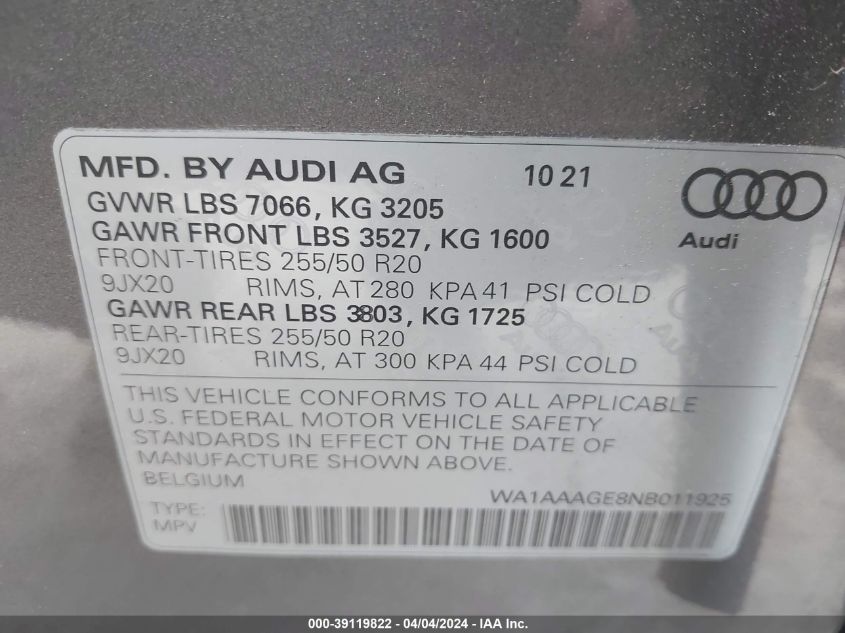 MFD. BY AUDI AG 10 21
GVWR LBS 7066, KG 3205
GAWR FRONT LBS 3527, KG 1600
Audi
FRONT-TIRES 255/50 R20
9JX20 RIMS, AT 280 KPA 41 PSI COLD
GAWR REAR LBS 3803, KG 1725
REAR-TIRES 255/50 R20
9JX20 RIMS, AT 300 KPA 44 PSI COLD
THIS VEHICLE CONFORMS TO ALL APPLICABLE
U.S. FEDERAL MOTOR VEHICLE SAFETY
STANDARDS IN EFFECT ON THE DATE OF
MANUFACTURE SHOWN ABOVE.
BELGIUM
WA1AAAGE8NB011925
TYPE:
MPV
000-39119822 - 04/04/2024 - IAA Inc.